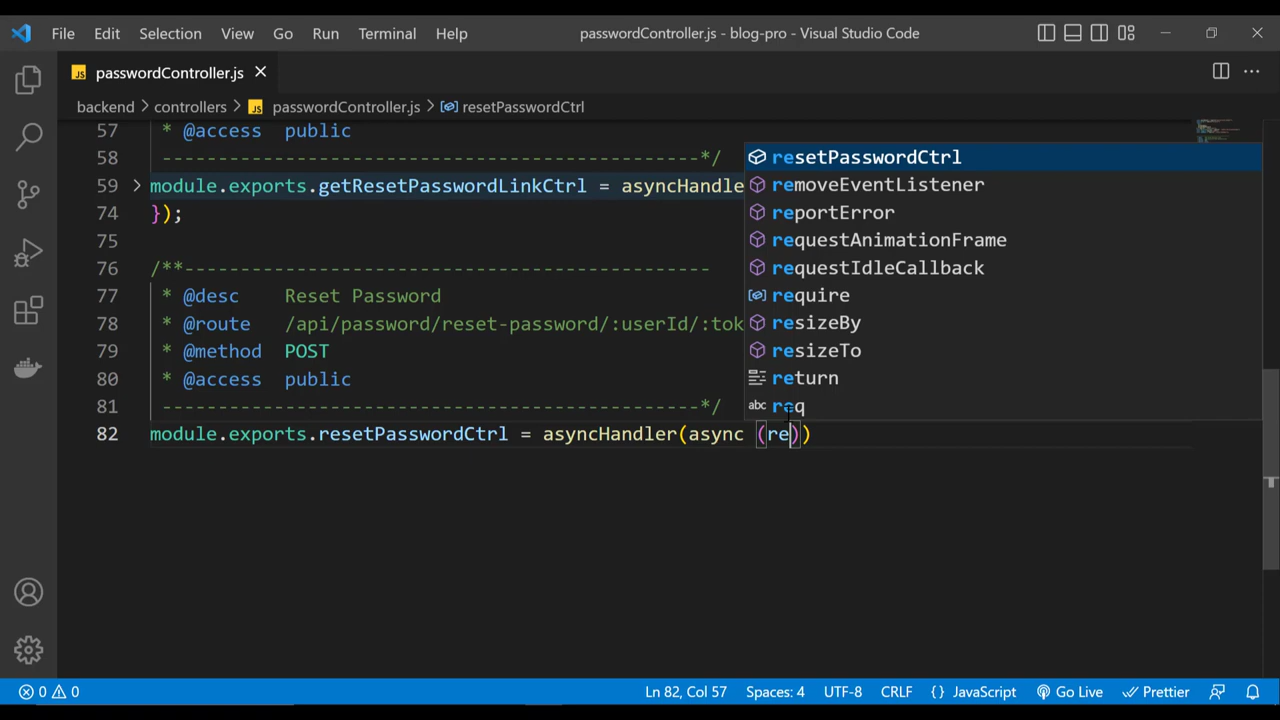 File Edit Selection View Go Run Terminal Help passwordController.js - blog-pro - Visual Studio Code
JS passwordController.js
backend > controllers > JS passwordController.js > resetPasswordCtrl
57 * @access public
58 -------------------------------------------------*/
59 module.exports.getResetPasswordLinkCtrl = asyncHandle
74 });
75
76 /**-----------------------------------------------
77 * @desc Reset Password
78 * @route /api/password/reset-password/:userId/:tok
79 * @method POST
80 * @access public
81 -------------------------------------------------*/
82 module.exports.resetPasswordCtrl = asyncHandler(async (re))
resetPasswordCtrl
removeEventListener
reportError
requestAnimationFrame
requestIdleCallback
require
resizeBy
resizeTo
return
abc req
0 0 Ln 82, Col 57 Spaces: 4 UTF-8 CRLF {} JavaScript Go Live Prettier